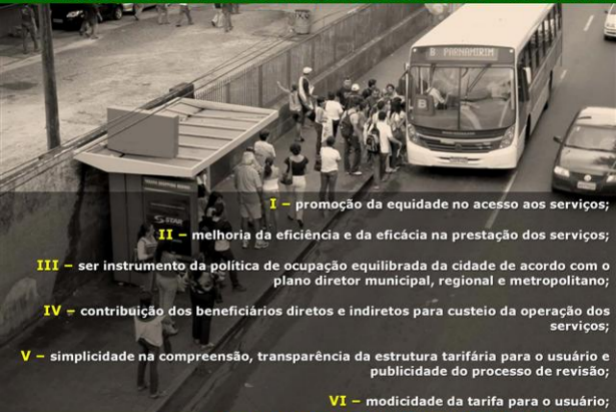 B PARNAMIRIM
B
I – promoção da equidade no acesso aos serviços;
II – melhoria da eficiência e da eficácia na prestação dos serviços;
III – ser instrumento da política de ocupação equilibrada da cidade de acordo com o
plano diretor municipal, regional e metropolitano;
IV – contribuição dos beneficiários diretos e indiretos para custeio da operação dos
serviços;
V – simplicidade na compreensão, transparência da estrutura tarifária para o usuário e
publicidade do processo de revisão;
VI – modicidade da tarifa para o usuário;